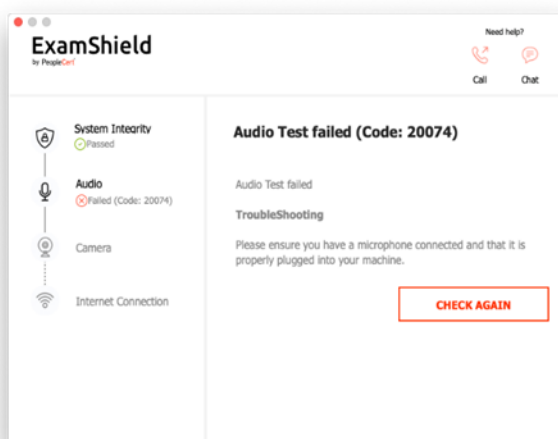 ExamShield
by PeopleCert
Need help?
Call
Chat
System Integrity
Passed
Audio
Failed (Code: 20074)
Camera
Internet Connection
Audio Test failed (Code: 20074)
Audio Test failed
TroubleShooting
Please ensure you have a microphone connected and that it is
properly plugged into your machine.
CHECK AGAIN